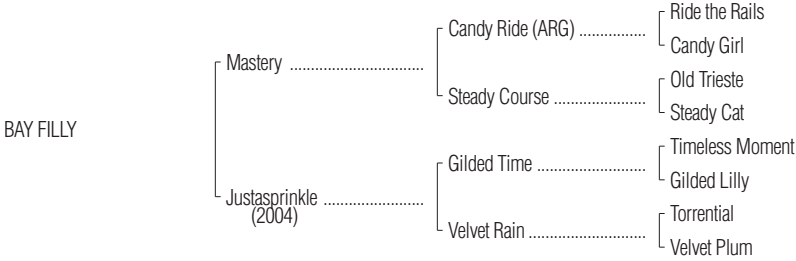 Ride the Rails
Candy Ride (ARG) ................
Candy Girl
Mastery ................................
Old Trieste
Steady Course ......................
Steady Cat
BAY FILLY
Timeless Moment
Gilded Time ..........................
Gilded Lilly
Justasprinkle ........................
(2004)
Torrential
Velvet Rain ............................
Velvet Plum